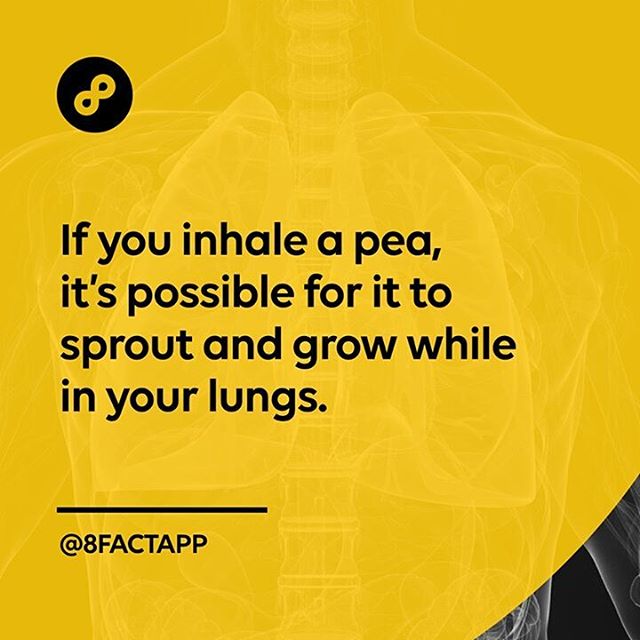 If you inhale a pea,
it's possible for it to
sprout and grow while
in your lungs.
@8FACTAPP